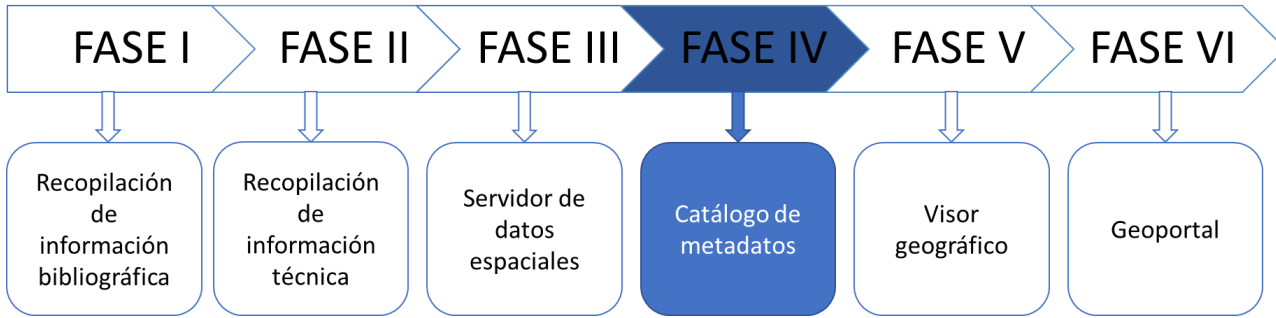 FASE I
FASE II
FASE III
FASE IV
FASE V
FASE VI
Recopilación
de
información
bibliográfica
Recopilación
de
información
técnica
Servidor de
datos
espaciales
Catálogo de
metadatos
Visor
geográfico
Geoportal